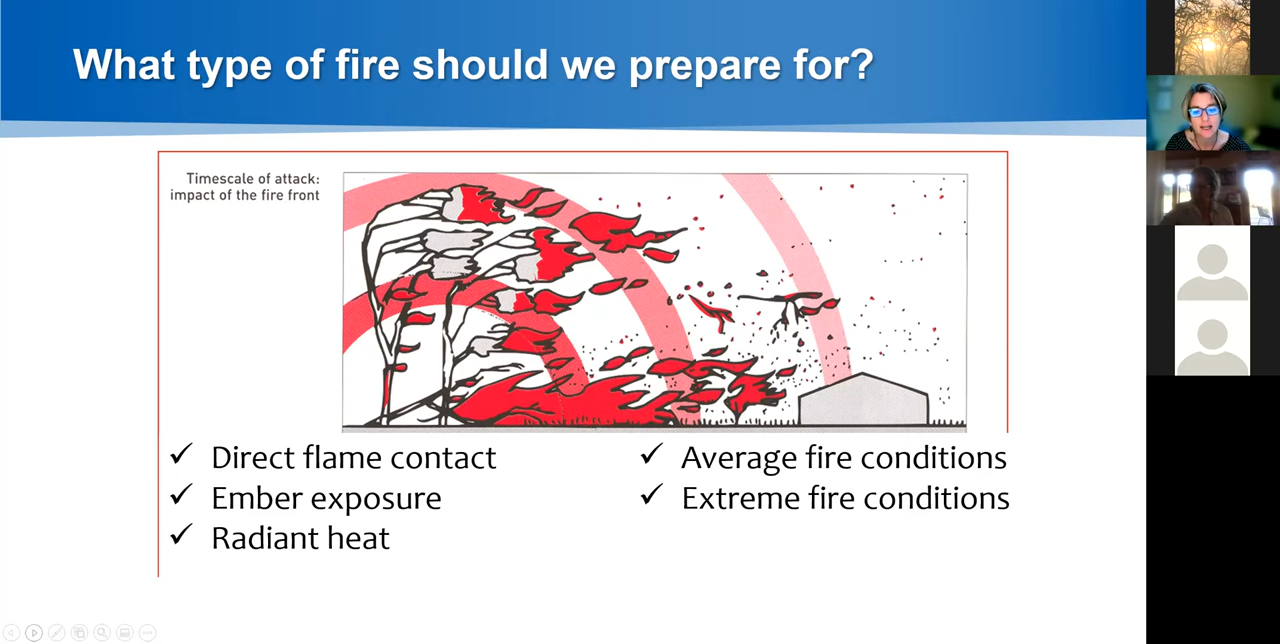 What type of fire should we prepare for?
Timescale of attack:
impact of the fire front
✓ Direct flame contact
✓ Ember exposure
✓ Radiant heat
✓ Average fire conditions
✓ Extreme fire conditions